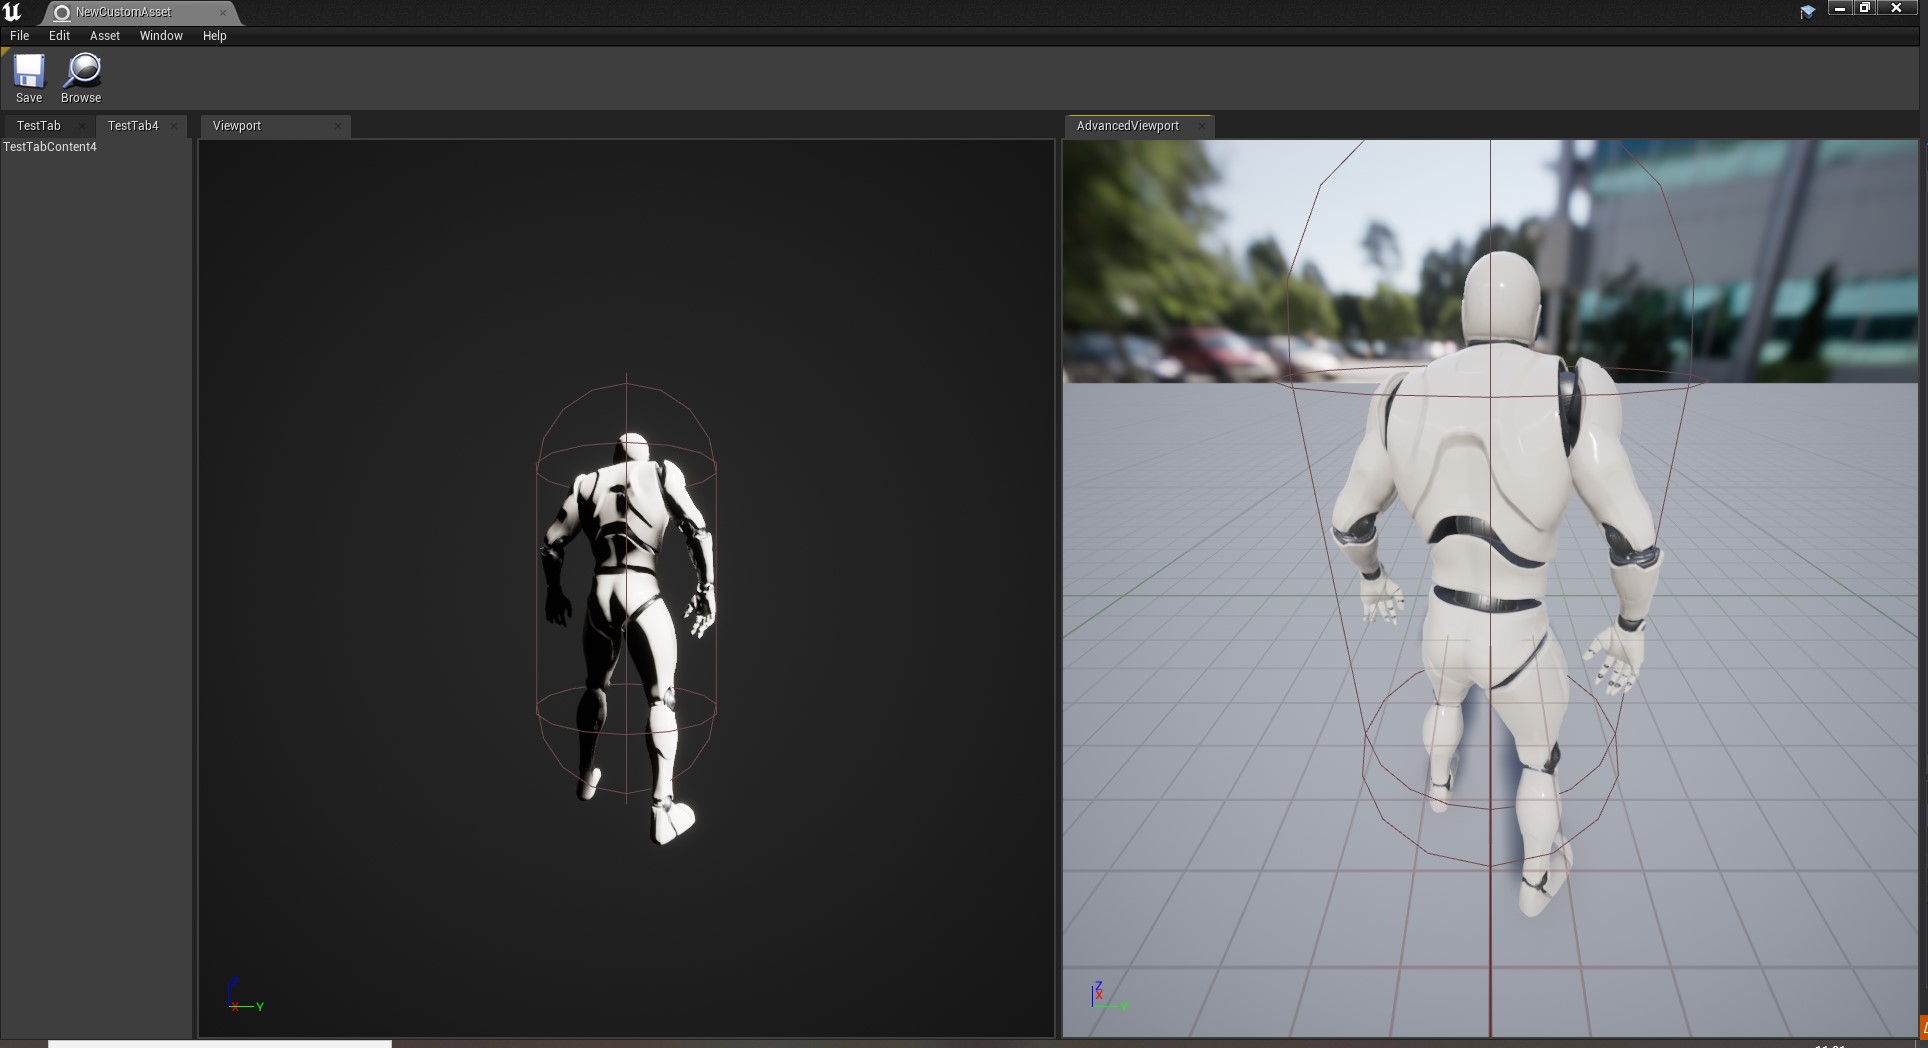 NewCustomAsset
File Edit Asset Window Help
Save Browse
TestTab TestTab4 Viewport AdvancedViewport
TestTabContent4
Z
X Y
Z
X
Y